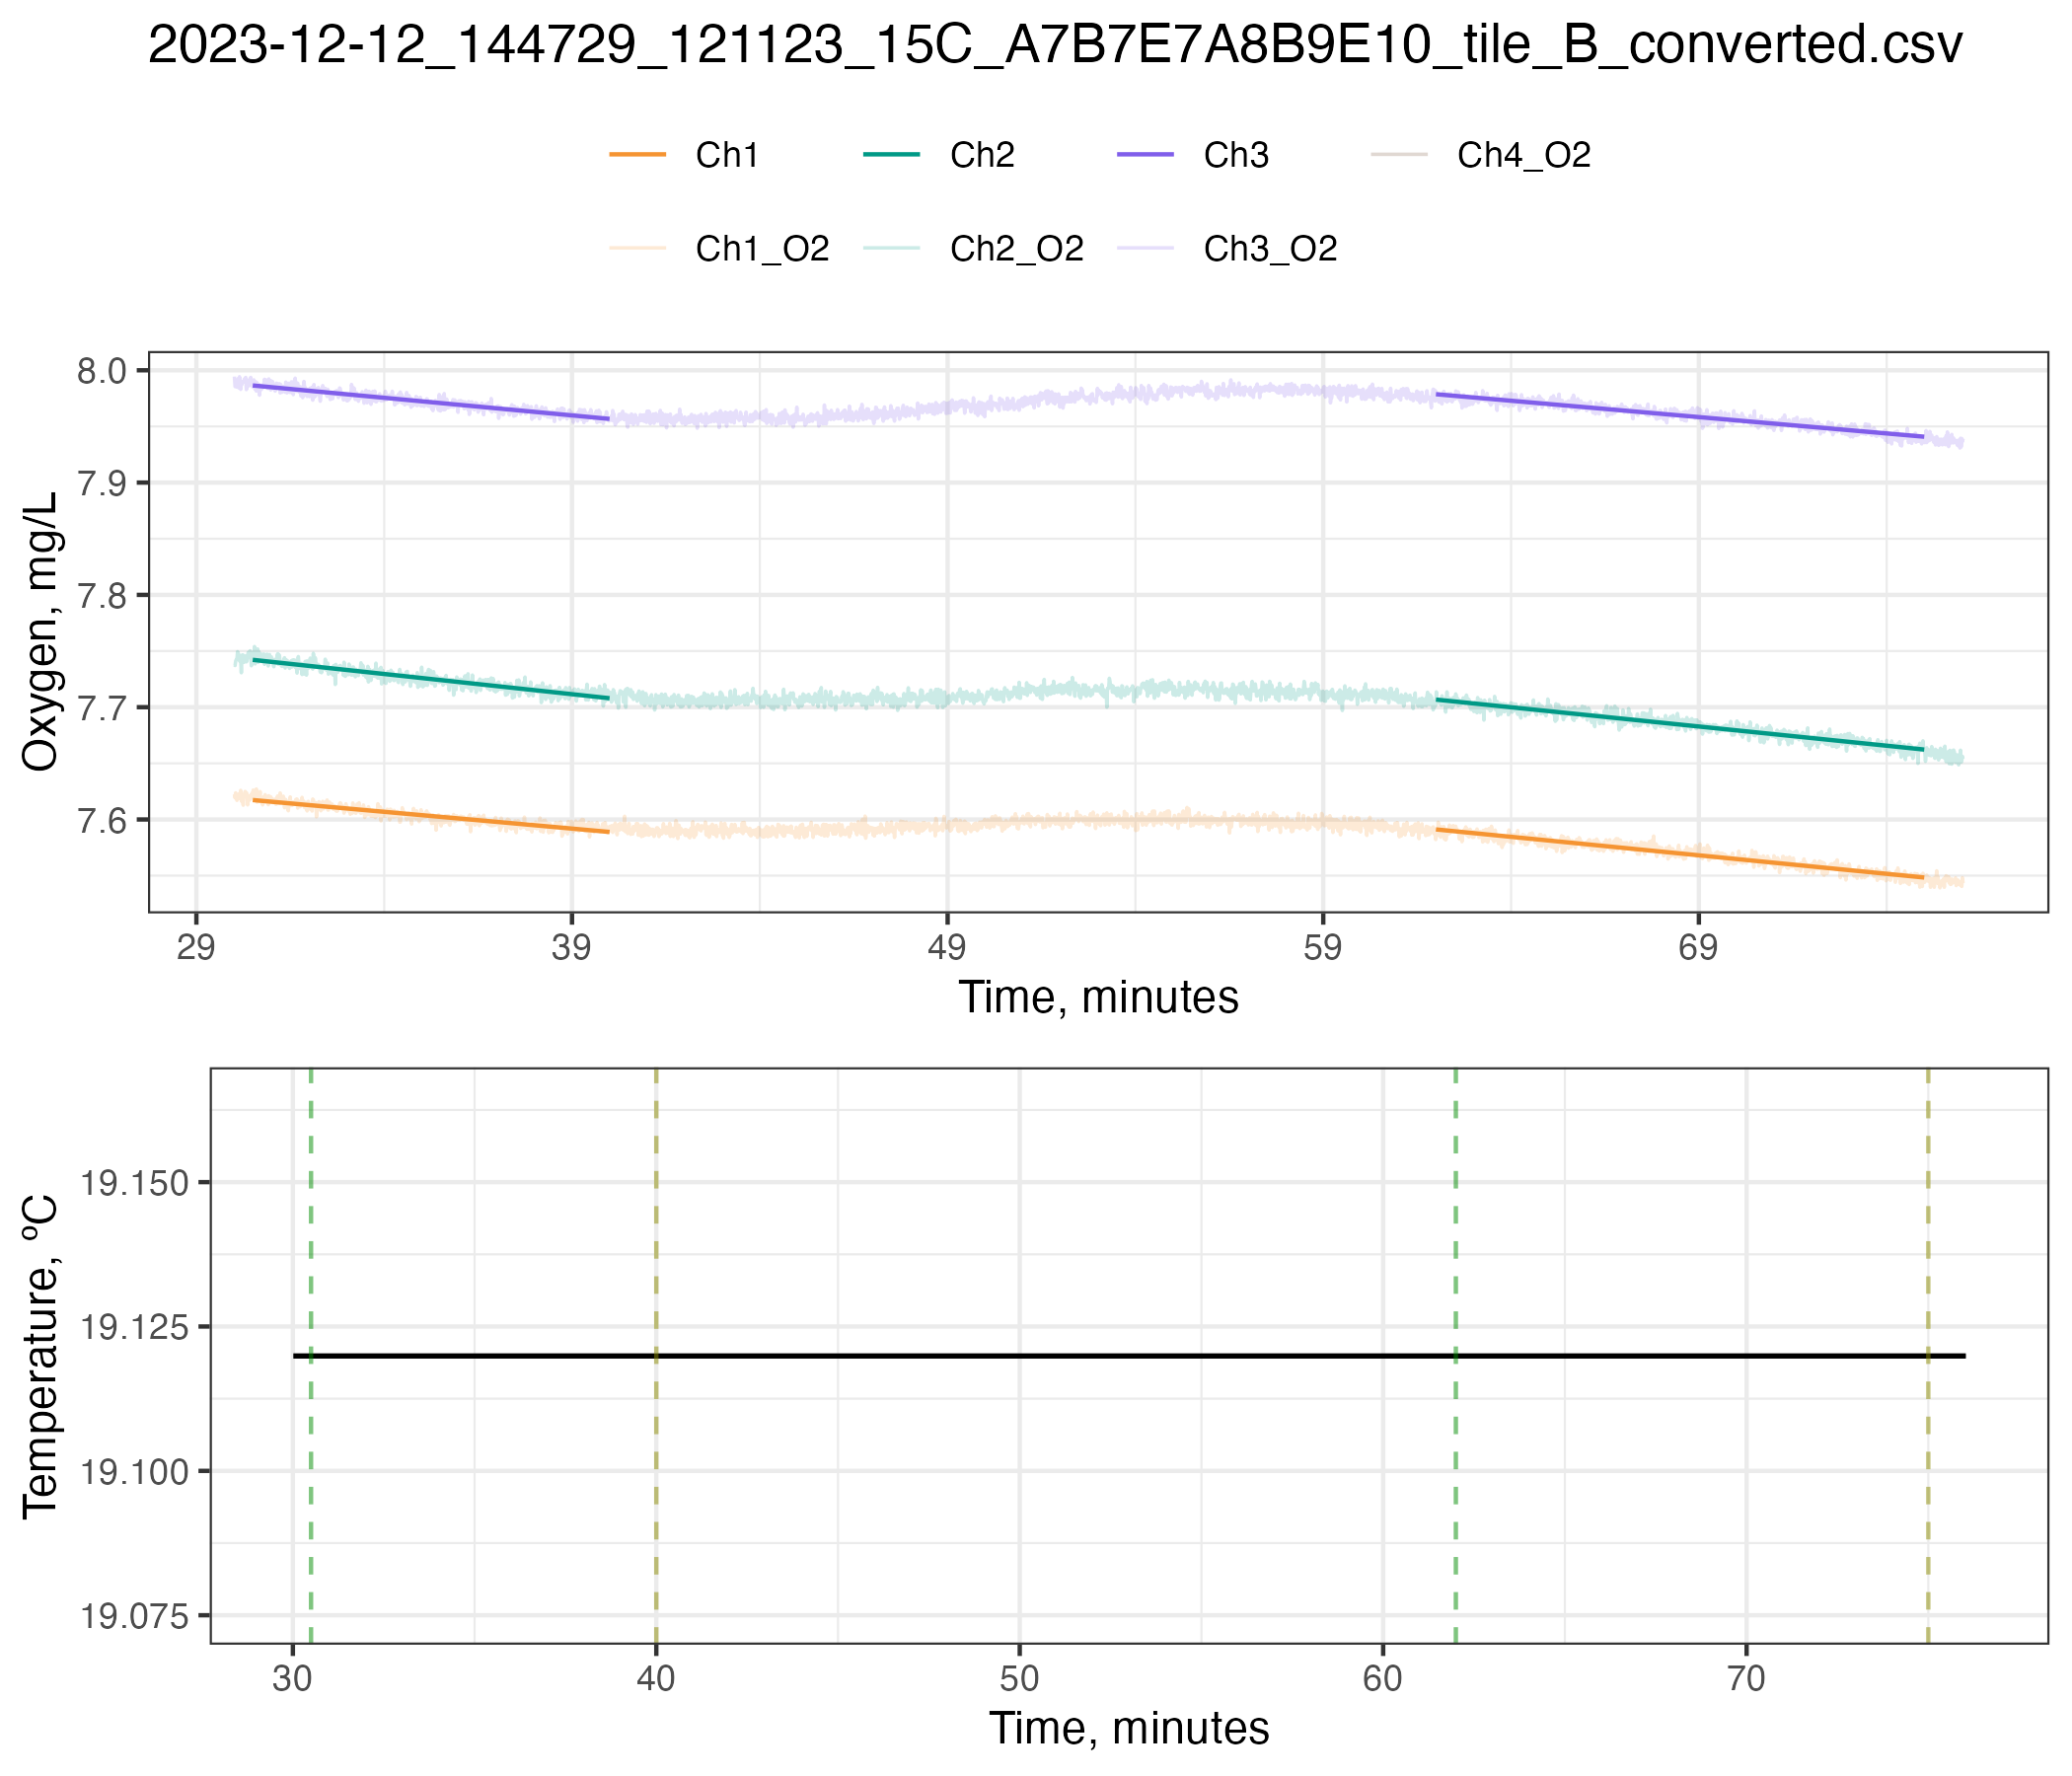 2023-12-12_144729_121123_15C_A7B7E7A8B9E10_tile_B_converted.csv
Ch1 Ch2 Ch3 Ch4_O2
Ch1_O2 Ch2_O2 Ch3_O2
8.0
7.9
7.8
7.7
7.6
Oxygen, mg/L
29 39 49 59 69
Time, minutes
19.150
19.125
19.100
19.075
Temperature, ºC
30 40 50 60 70
Time, minutes